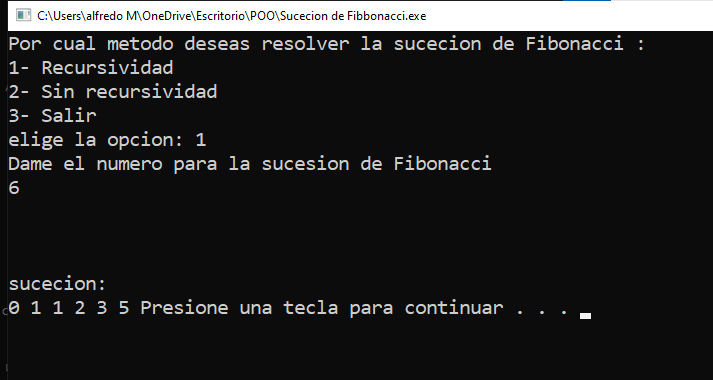 C:\Users\alfredo M\OneDrive\Escritorio\POO\Sucecion de Fibbonacci.exe
Por cual metodo deseas resolver la sucecion de Fibonacci :
1- Recursividad
2- Sin recursividad
3- Salir
elige la opcion: 1
Dame el numero para la sucesion de Fibonacci
6
sucecion:
0 1 1 2 3 5 Presione una tecla para continuar . . .